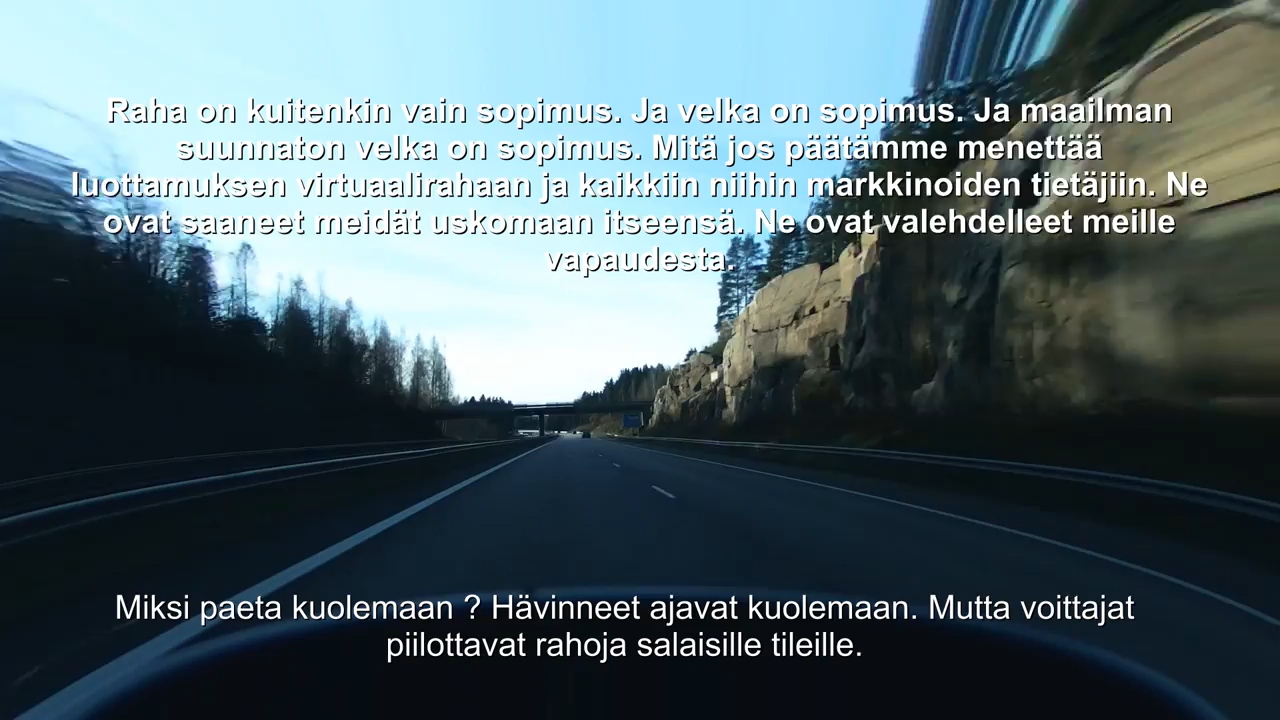 Raha on kuitenkin vain sopimus. Ja velka on sopimus. Ja maailman
suunnaton velka on sopimus. Mitä jos päätämme menettää
luottamuksen virtuaalirahaan ja kaikkiin niihin markkinoiden tietäjiin. Ne
ovat saaneet meidät uskomaan itseensä. Ne ovat valehdelleet meille
vapaudesta.
Miksi paeta kuolemaan ? Hävinneet ajavat kuolemaan. Mutta voittajat
piilottavat rahoja salaisille tileille.